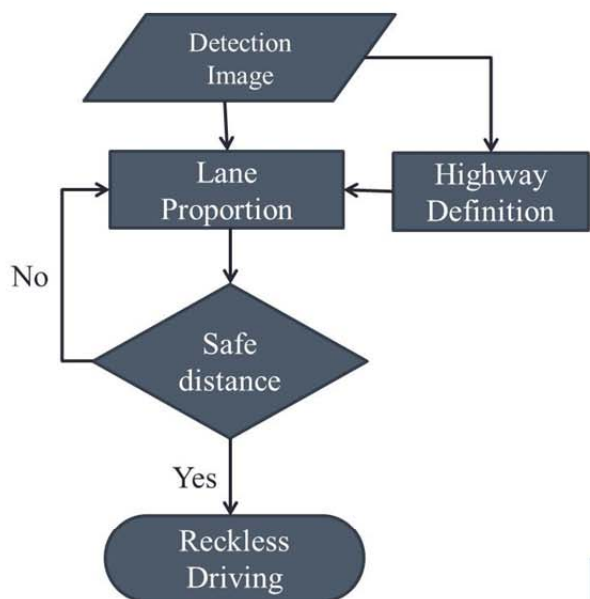 Detection
Image
Lane
Proportion
Highway
Definition
No
Safe
distance
Yes
Reckless
Driving